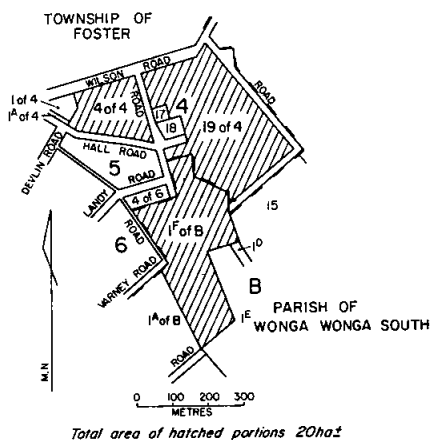 TOWNSHIP OF
FOSTER
WILSON ROAD
ROAD
ROAD
1 of 4
1A of 4
4 of 4
4
17
18
19 of 4
HALL ROAD
DEVLIN ROAD
5
LANDY ROAD
4 of 6
15
1F of B
6
ROAD
VARNEY ROAD
1D
B
PARISH OF
WONGA WONGA SOUTH
1A of B
1E
ROAD
M.N
0 100 200 300
METRES
Total area of hatched portions 20ha±